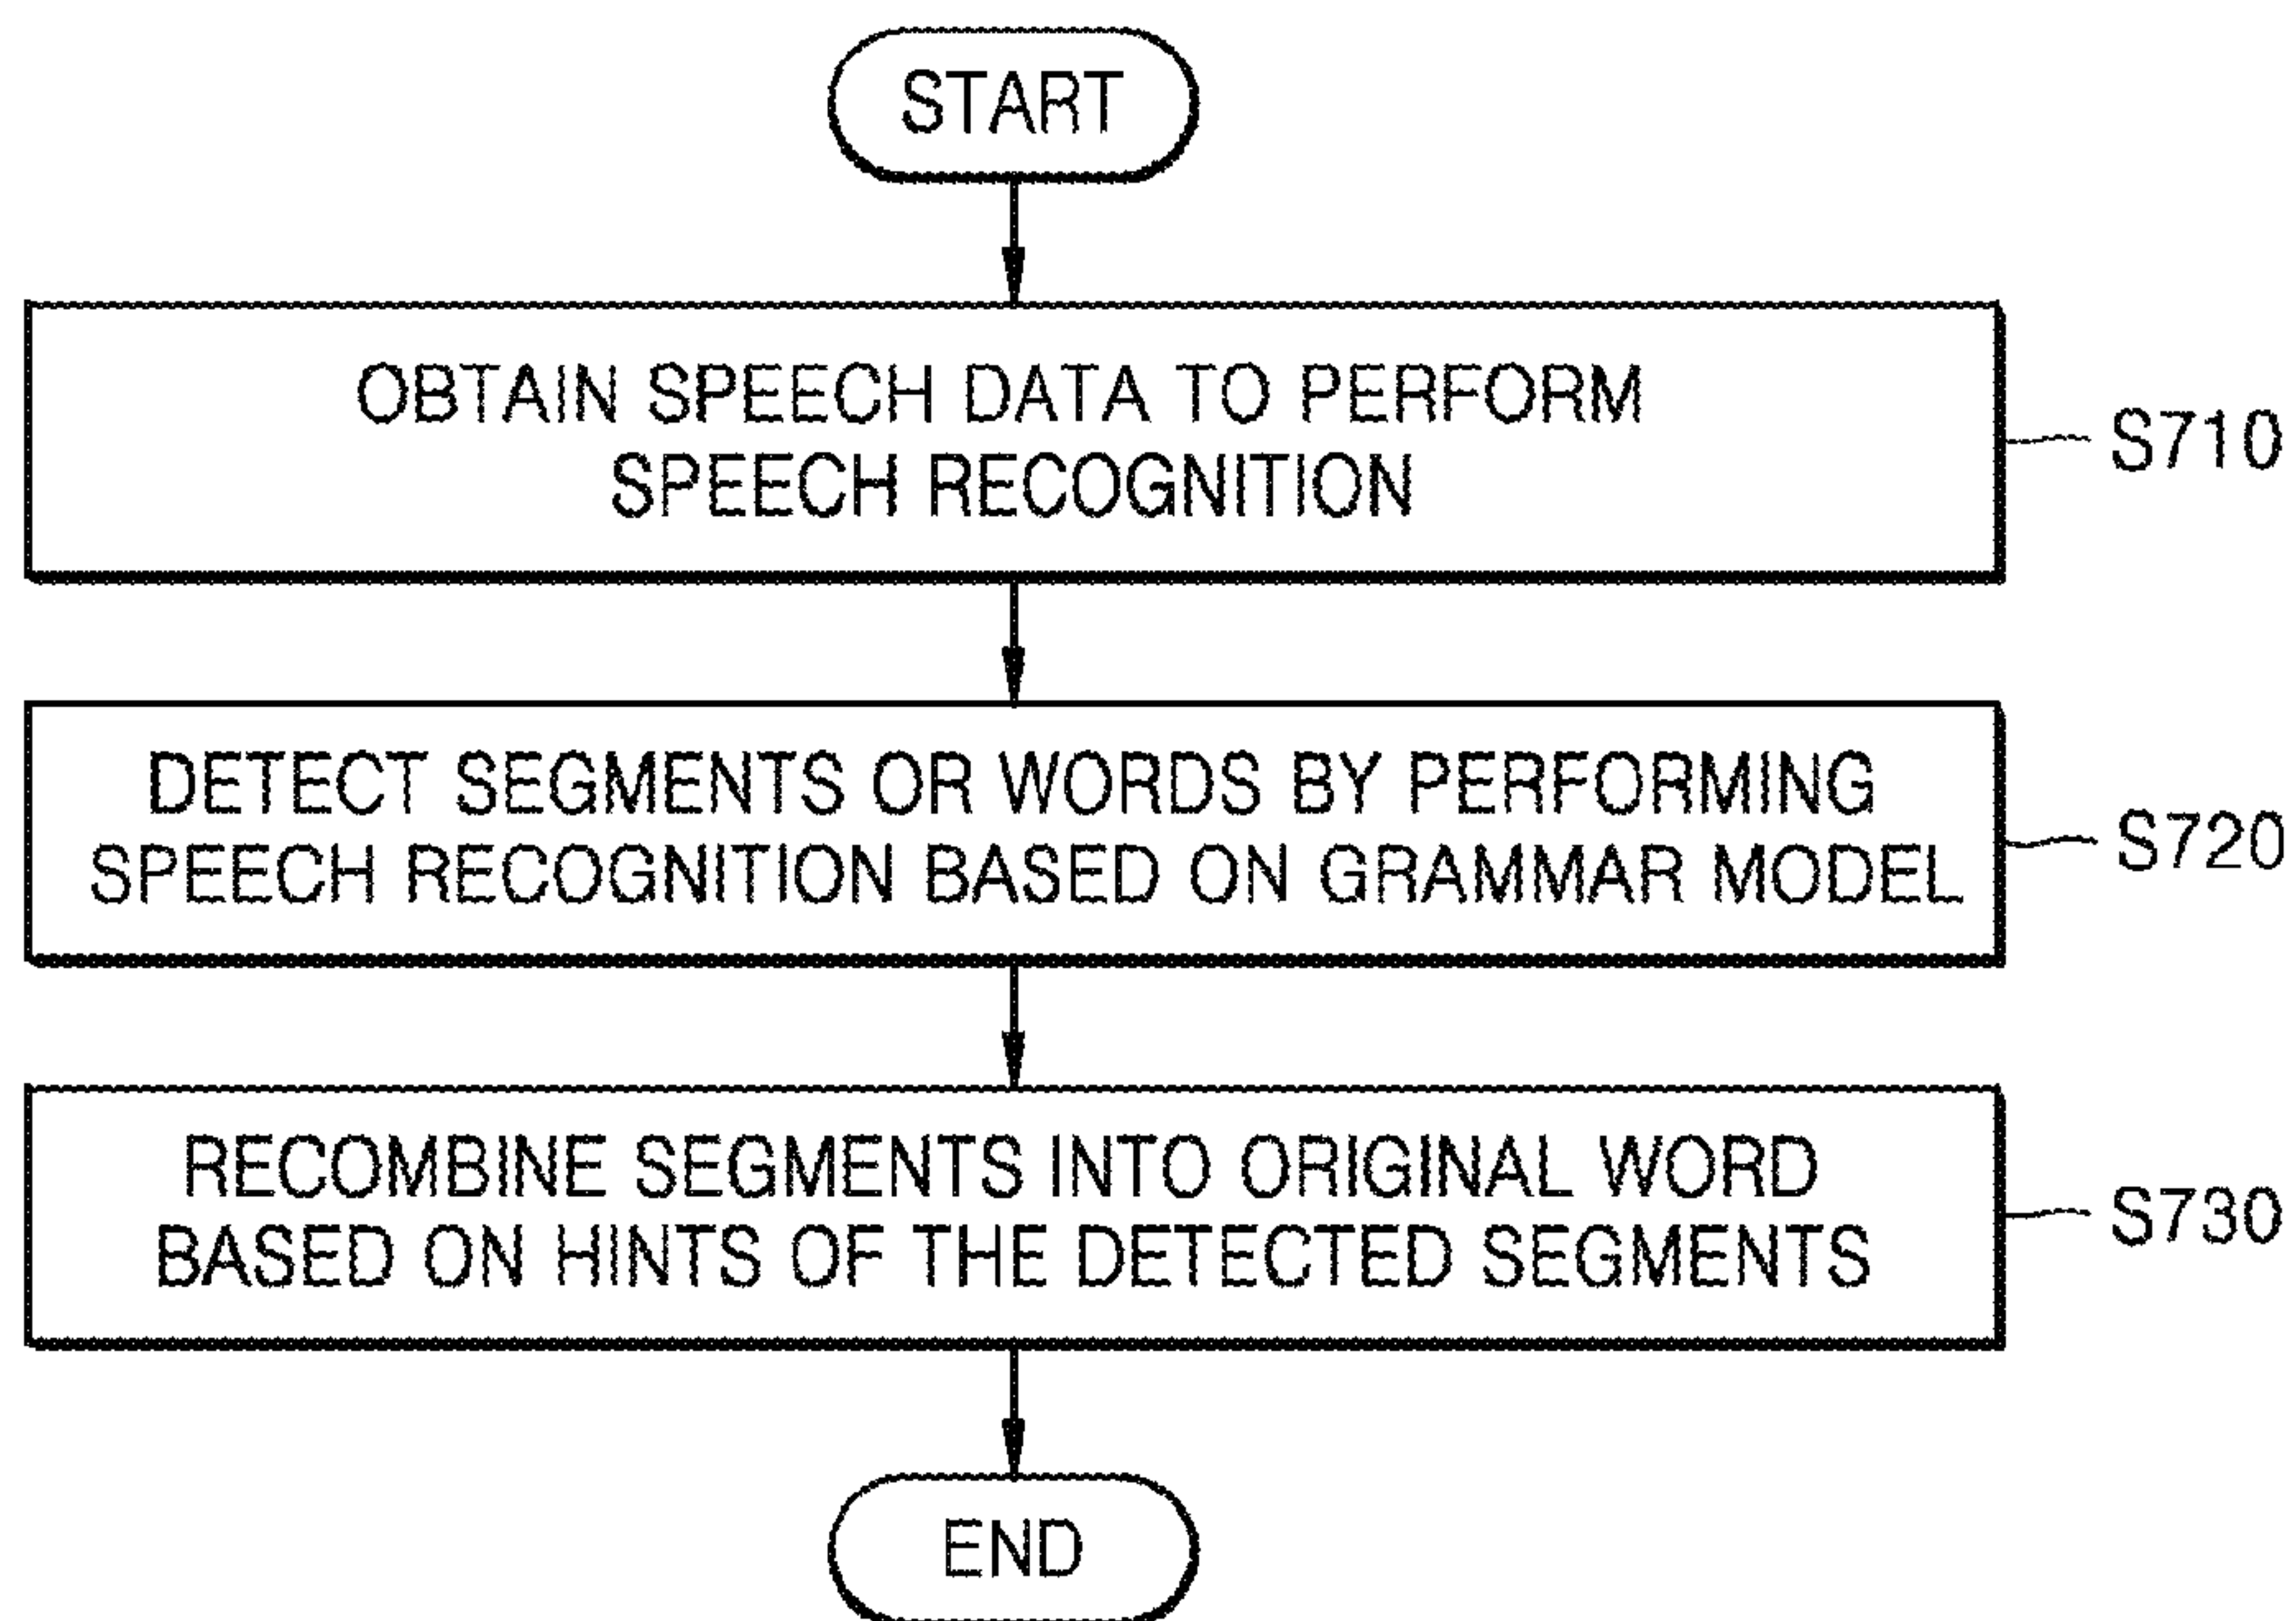 START
OBTAIN SPEECH DATA TO PERFORM
SPEECH RECOGNITION
S710
DETECT SEGMENTS OR WORDS BY PERFORMING
SPEECH RECOGNITION BASED ON GRAMMAR MODEL
S720
RECOMBINE SEGMENTS INTO ORIGINAL WORD
BASED ON HINTS OF THE DETECTED SEGMENTS
S730
END